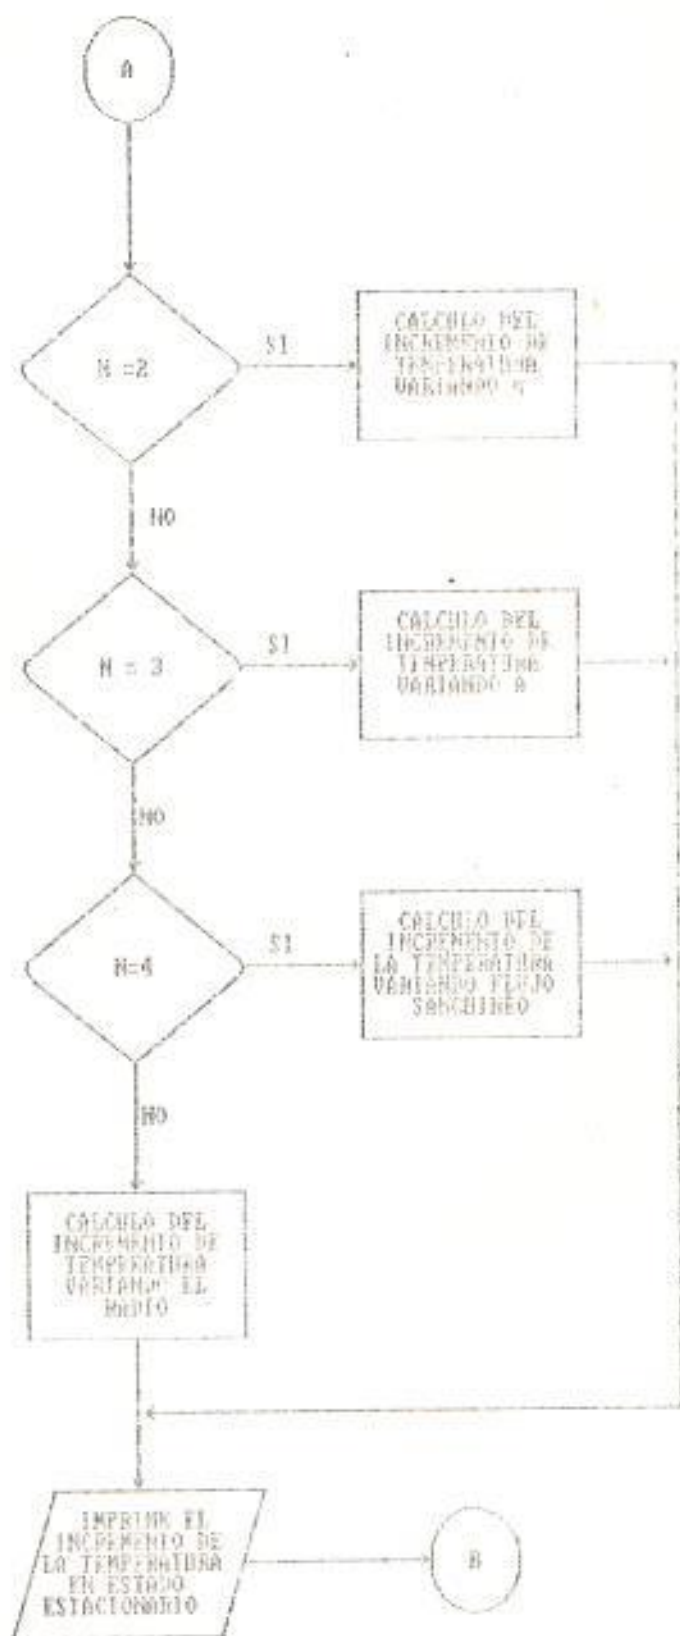 A
N =2
SI
CALCULO DEL
INCREMENTO DE
TEMPERATURA
VARIANDO
NO
N = 3
SI
CALCULO DEL
INCREMENTO DE
TEMPERATURA
VARIANDO A
NO
N=4
SI
CALCULO DEL
INCREMENTO DE
LA TEMPERATURA
VARIANDO FLUJO
SANGUINEO
NO
CALCULO DEL
INCREMENTO DE
TEMPERATURA
VARIANDO EL
RADIO
IMPRIME EL
INCREMENTO DE
LA TEMPERATURA
EN ESTADO
ESTACIONARIO
B